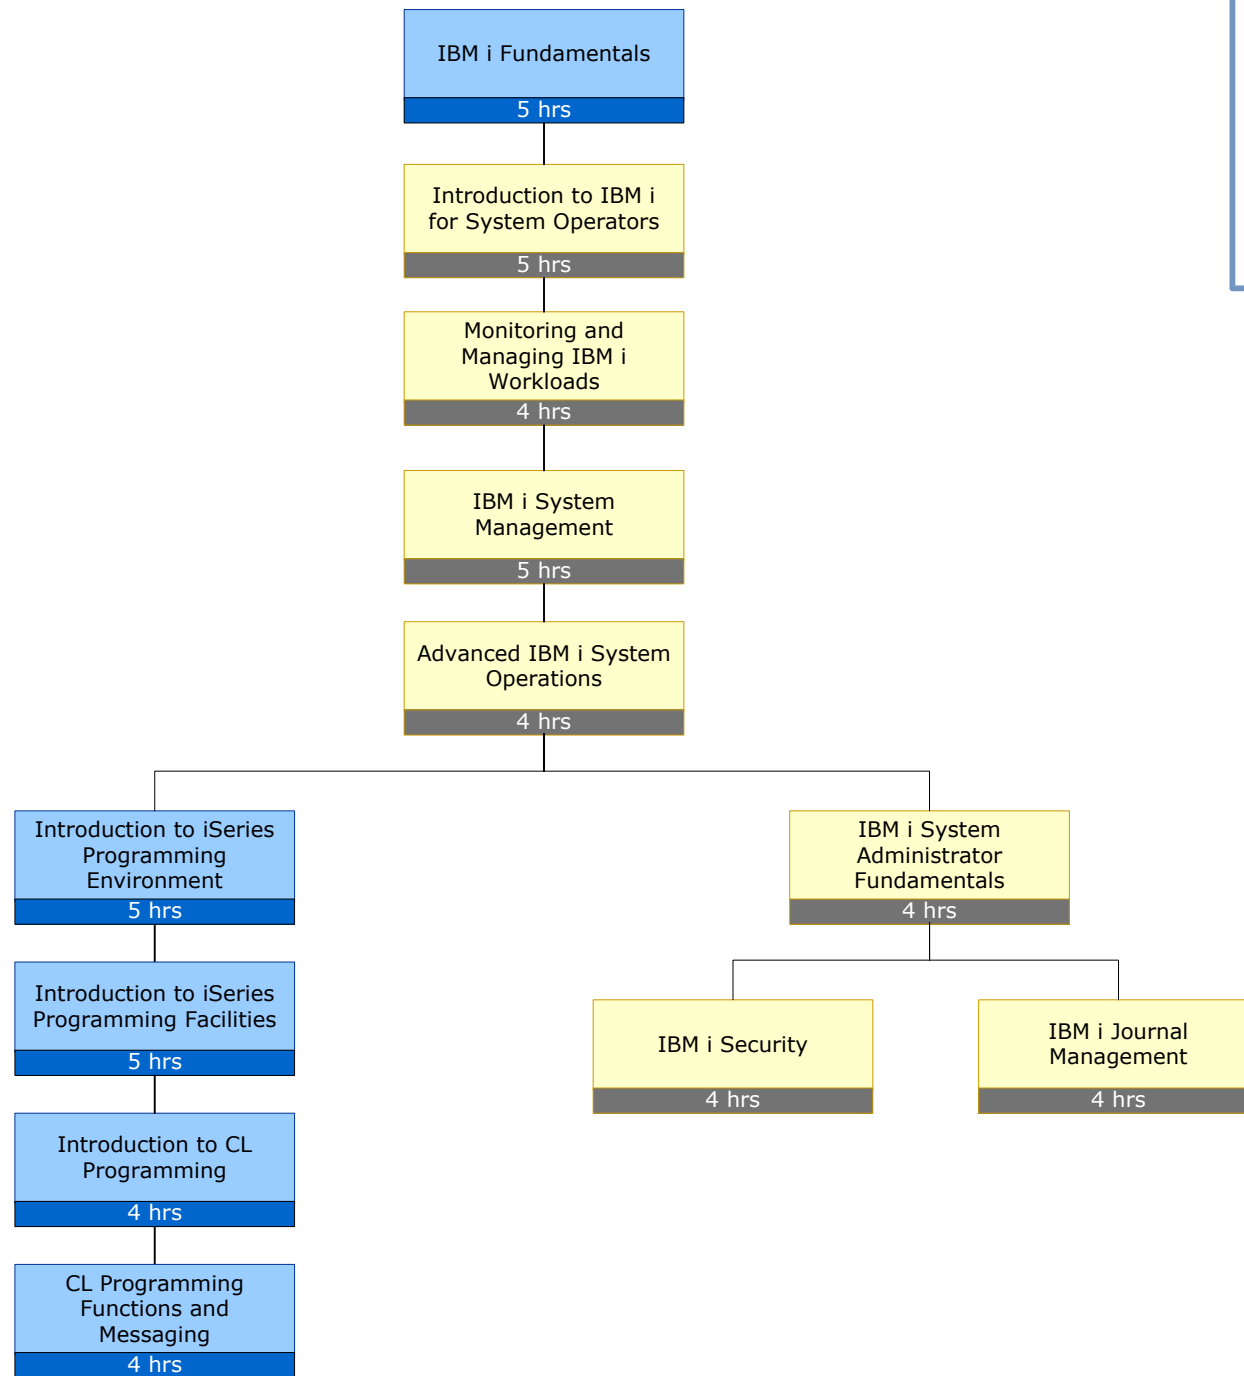 IBM i Fundamentals
5 hrs
Introduction to IBM i
for System Operators
5 hrs
Monitoring and
Managing IBM i
Workloads
4 hrs
IBM i System
Management
5 hrs
Advanced IBM i System
Operations
4 hrs
Introduction to iSeries
Programming
Environment
5 hrs
IBM i System
Administrator
Fundamentals
4 hrs
Introduction to iSeries
Programming Facilities
5 hrs
IBM i Security
4 hrs
IBM i Journal
Management
4 hrs
Introduction to CL
Programming
4 hrs
CL Programming
Functions and
Messaging
4 hrs